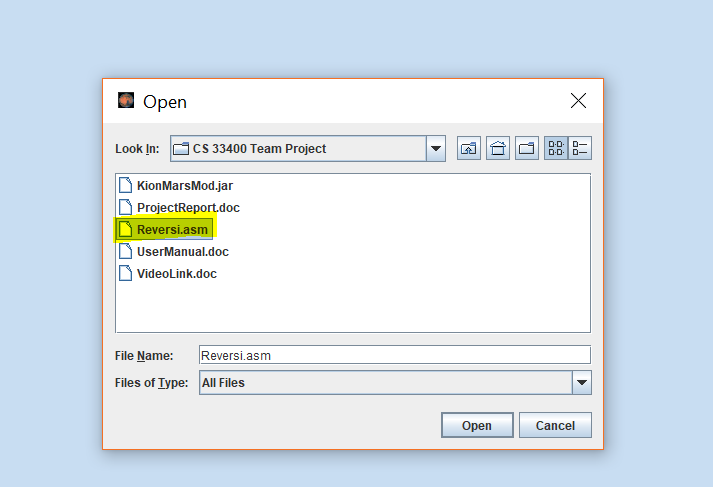 Open
Look In: CS 33400 Team Project
KionMarsMod.jar
ProjectReport.doc
Reversi.asm
UserManual.doc
VideoLink.doc
File Name: Reversi.asm
Files of Type: All Files
Open Cancel